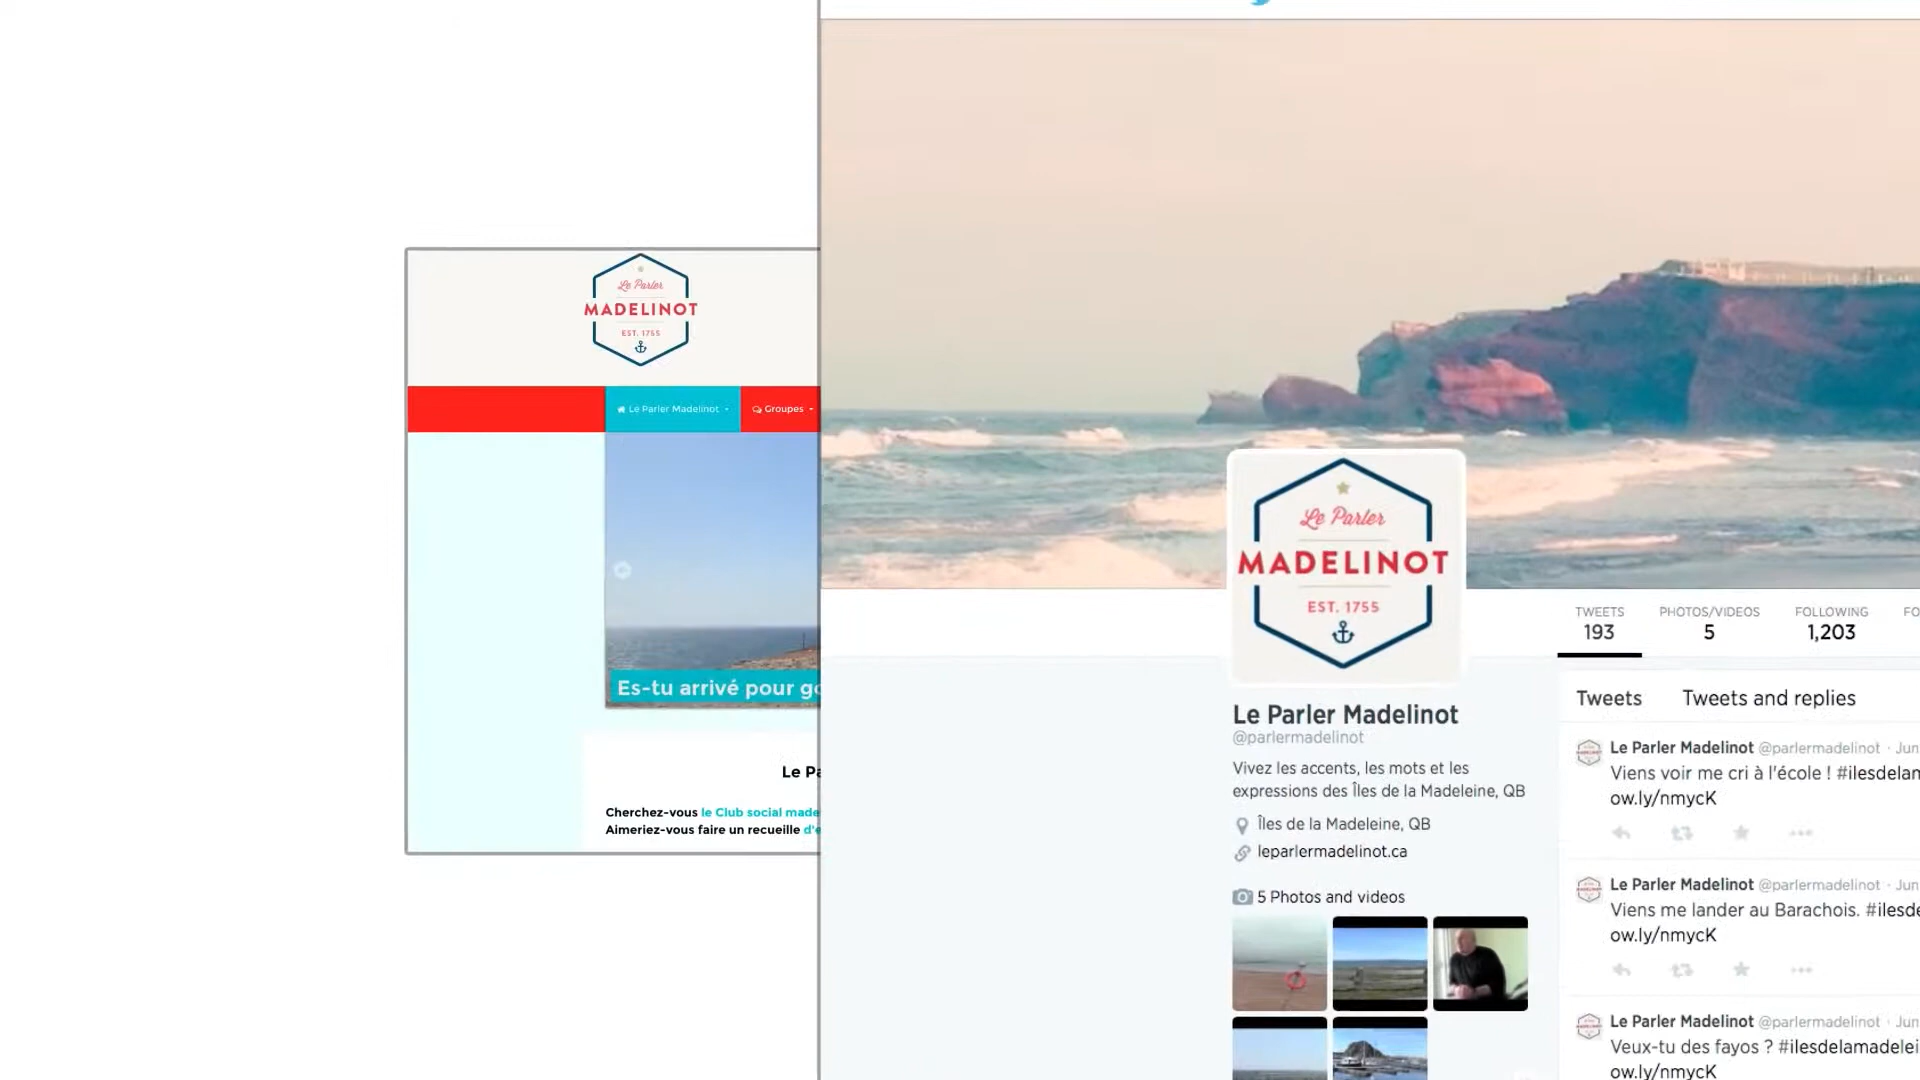 Le Parler
MADELINOT
EST. 1755
Le Parler Madelinot
Groupes
Es-tu arrivé pour
Le
Cherchez-vous le Club social
Aimeriez-vous faire un recueille
Le Parler
MADELINOT
EST. 1755
TWEETS PHOTOS/VIDEOS FOLLOWING
193 5 1,203
Tweets Tweets and replies
Le Parler Madelinot
@parlermadelinot
Vivez les accents, les mots et les
expressions des Îles de la Madeleine, QB
Îles de la Madeleine, QB
leparlermadelinot.ca
5 Photos and videos
Le Parler Madelinot @parlermadelinot · Jun
Viens voir me cri à l'école ! #ilesdelam
ow.ly/nmycK
Le Parler Madelinot @parlermadelinot · Jun
Viens me lander au Barachois. #ilesde
ow.ly/nmycK
Le Parler Madelinot @parlermadelinot · Jun
Veux-tu des fayos ? #ilesdelamadelei
ow.ly/nmycK